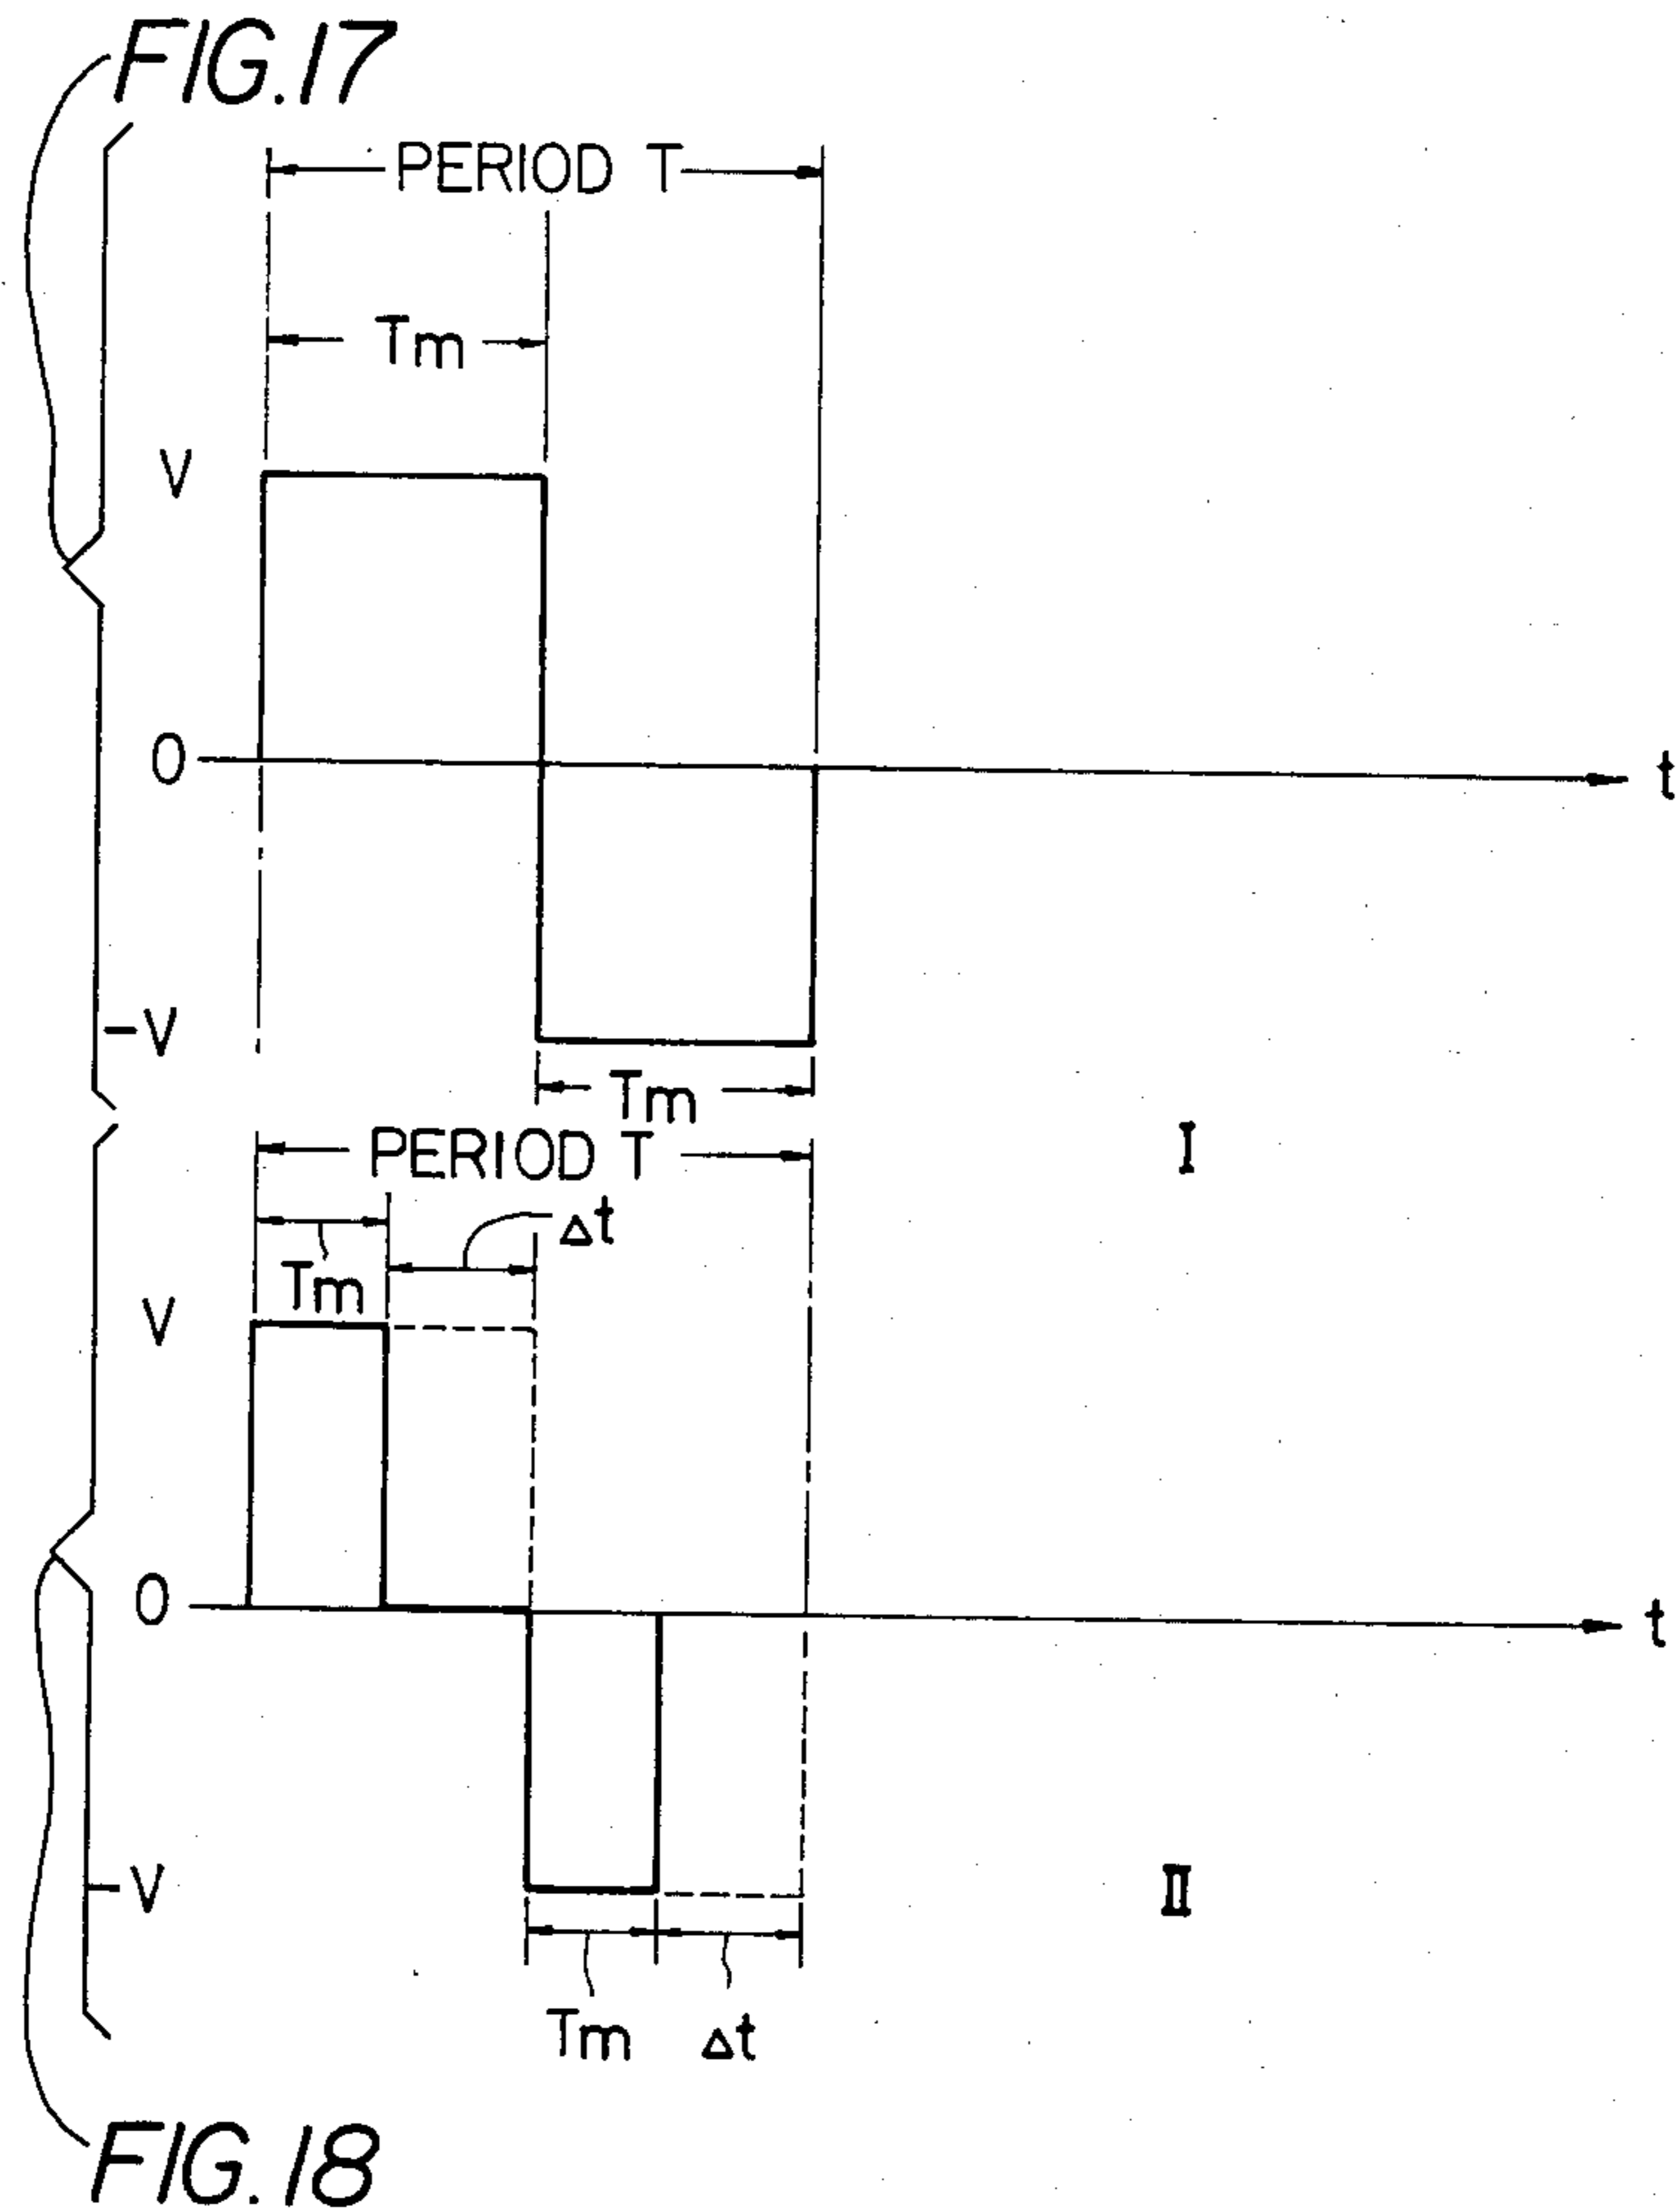 FIG.17
PERIOD T
Tm
V
0
t
-V
Tm
I
PERIOD T
Δt
Tm
V
0
t
-V
II
Tm Δt
FIG.18